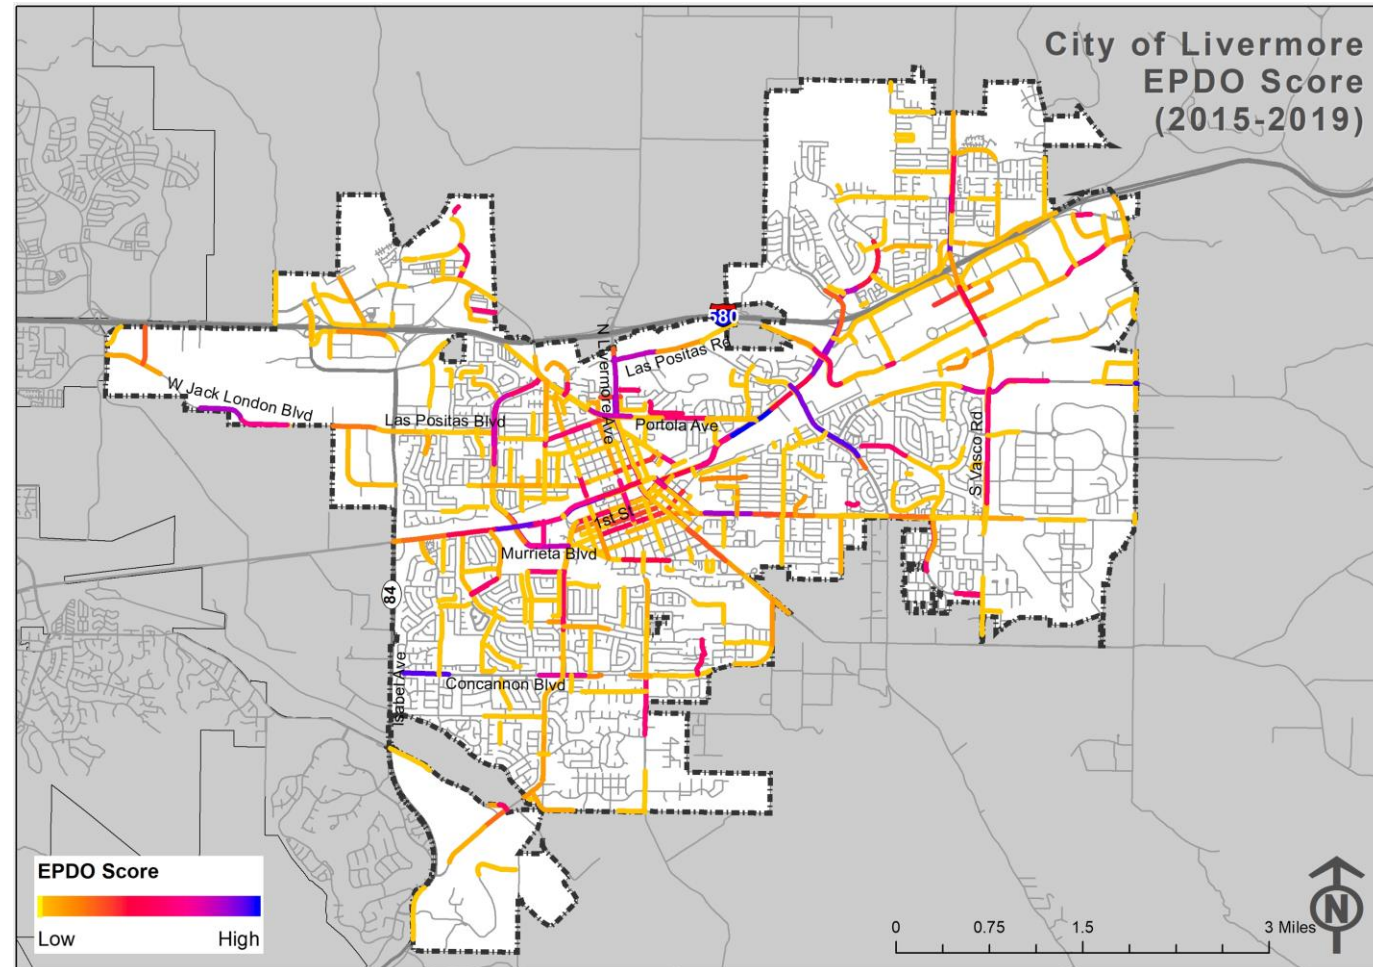 City of Livermore
EPDO Score
(2015-2019)
580
N Livermore Ave
Las Positas Rd
W Jack London Blvd
Las Positas Blvd
Portola Ave
S Vasco Rd
1st St
Murrieta Blvd
84
Isabel Ave
Concannon Blvd
EPDO Score
Low High
0 0.75 1.5 3 Miles
N